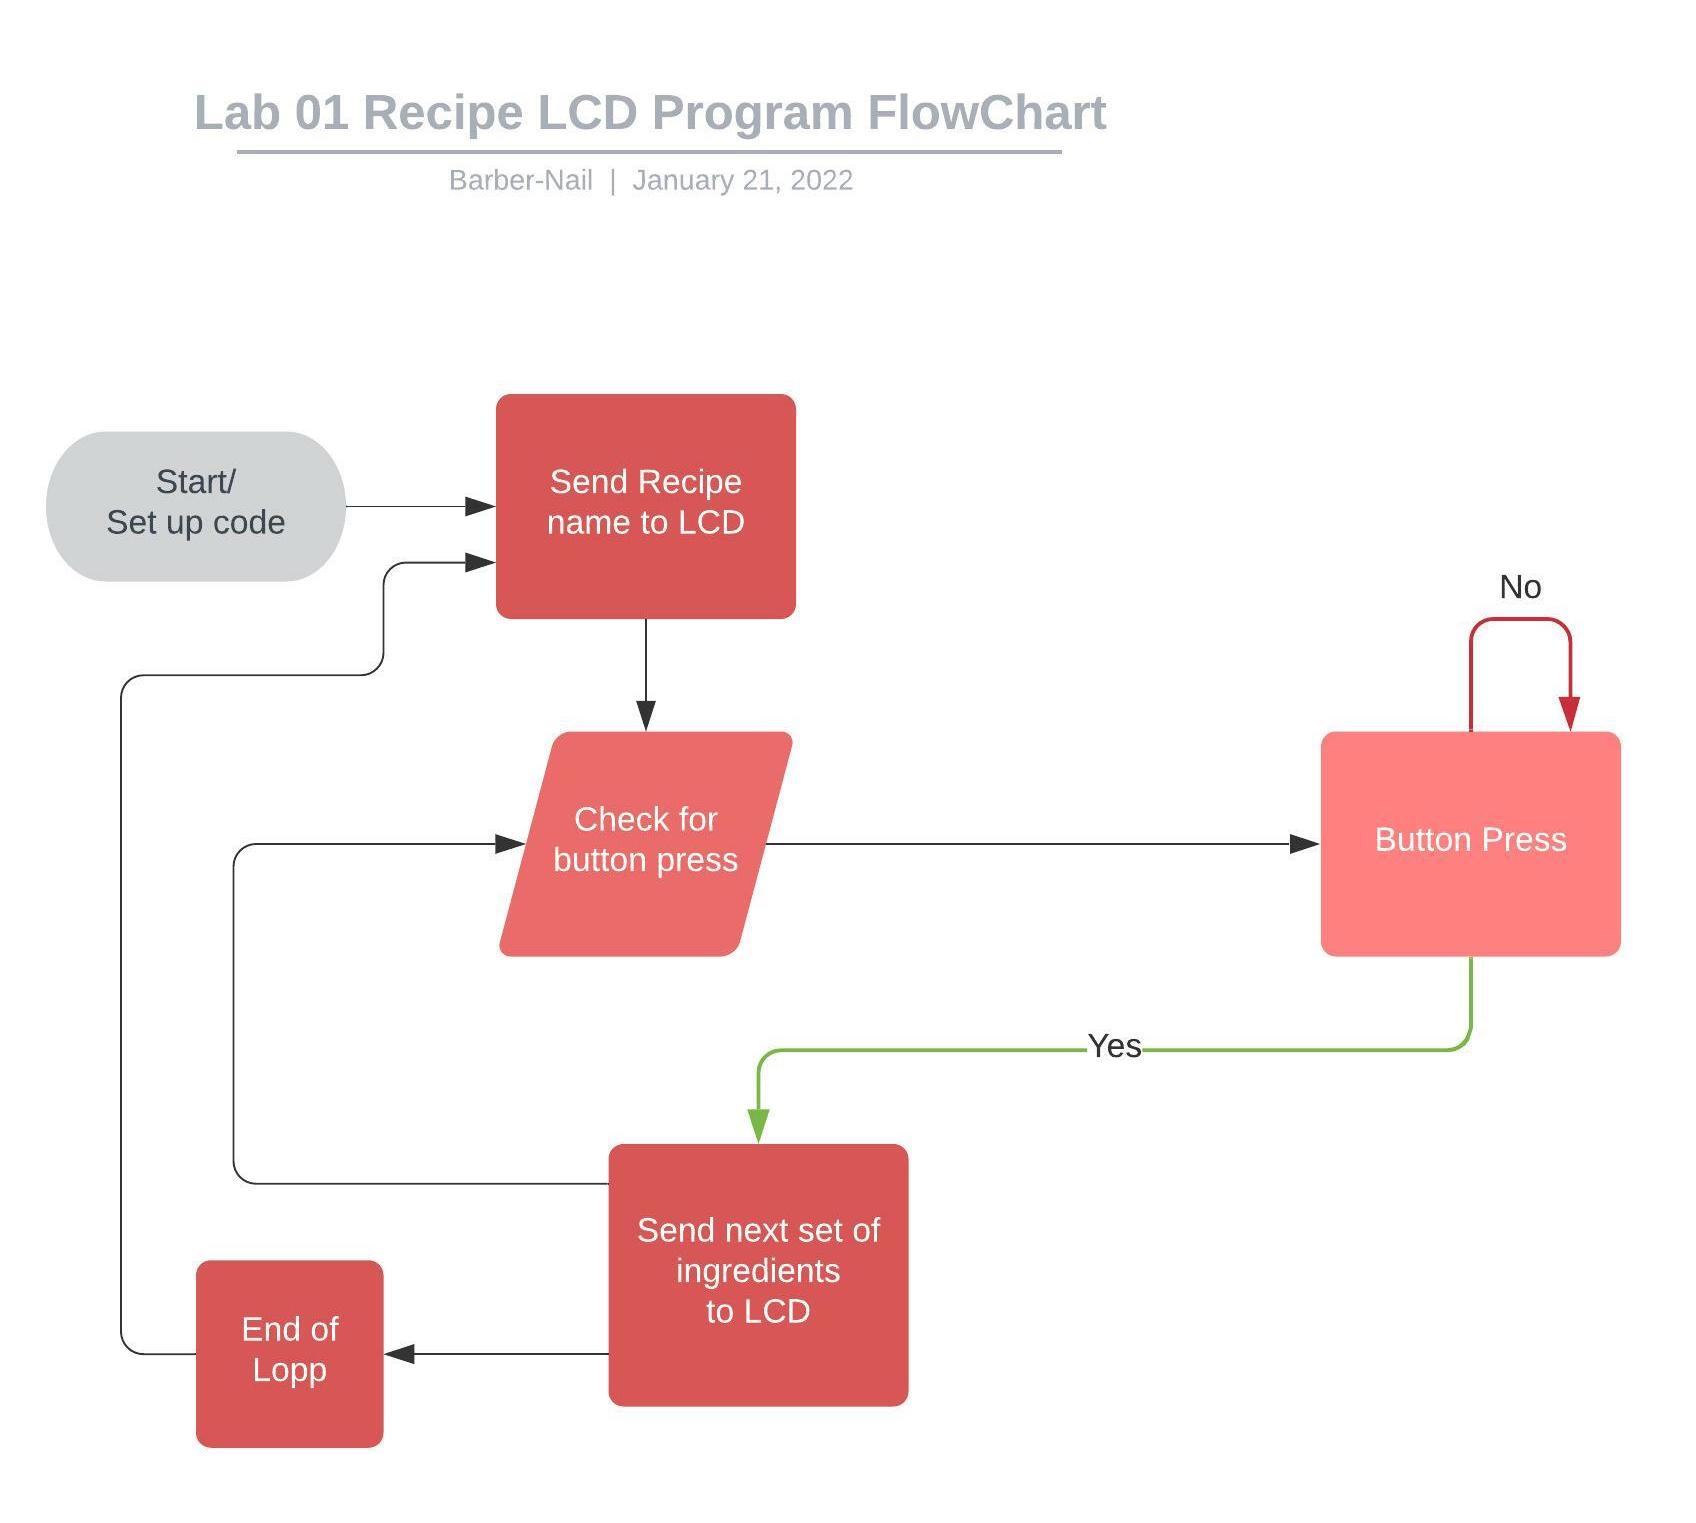 Lab 01 Recipe LCD Program FlowChart
Barber-Nail | January 21, 2022
Start/
Set up code
Send Recipe
name to LCD
No
Check for
button press
Button Press
Yes
Send next set of
ingredients
to LCD
End of
Lopp